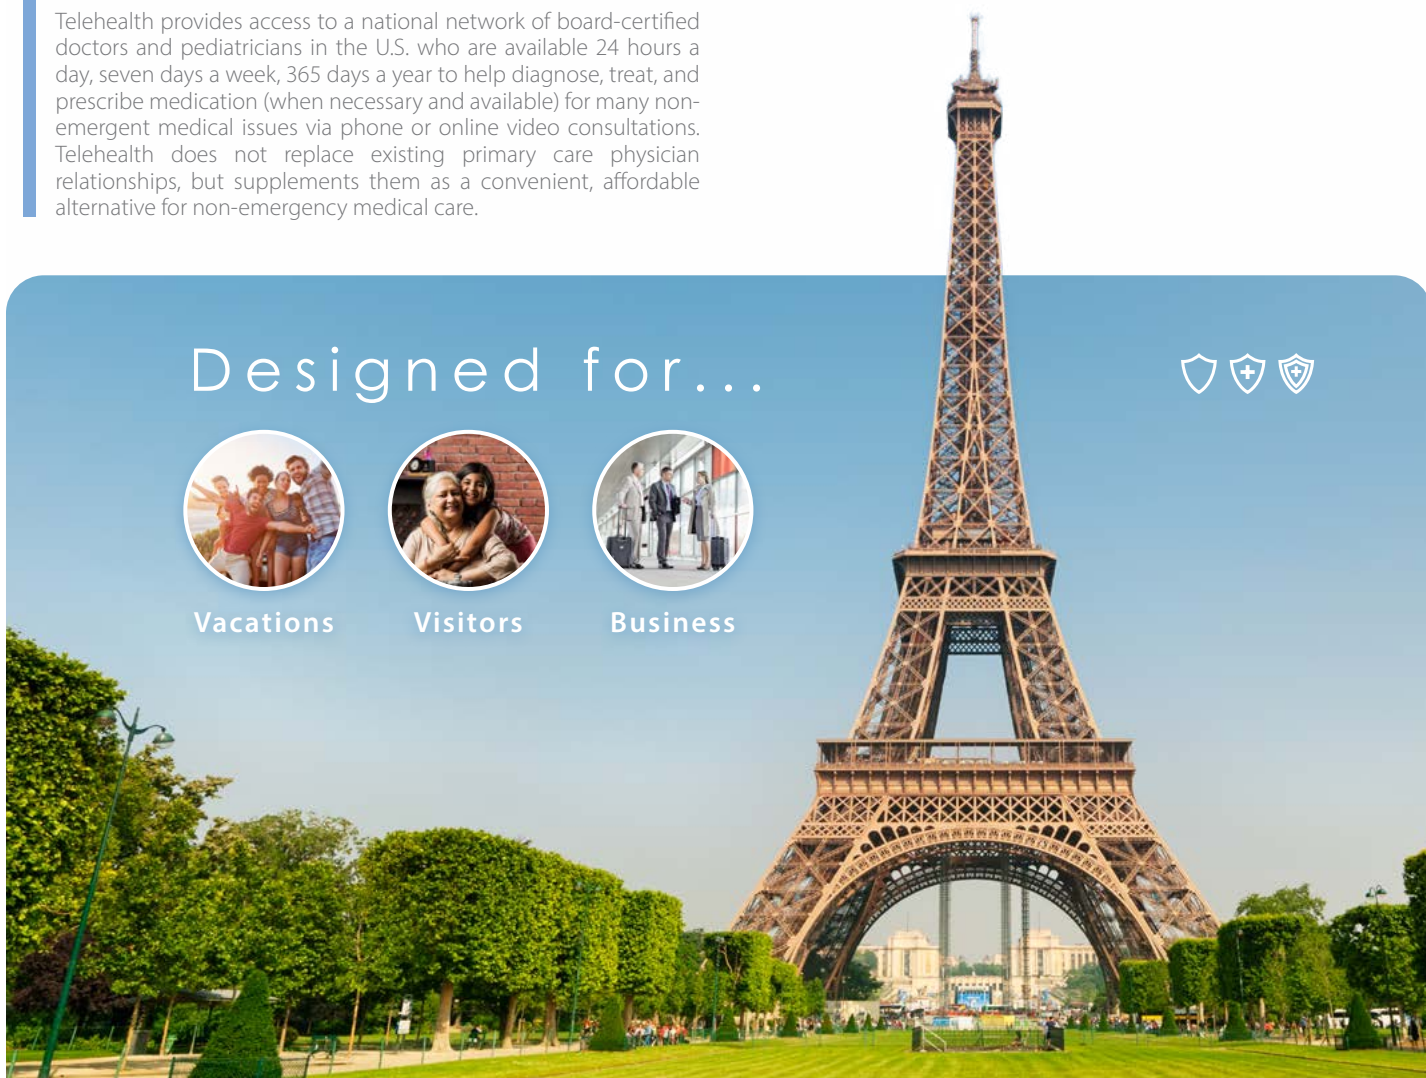 Telehealth provides access to a national network of board-certified
doctors and pediatricians in the U.S. who are available 24 hours a
day, seven days a week, 365 days a year to help diagnose, treat, and
prescribe medication (when necessary and available) for many non-
emergent medical issues via phone or online video consultations.
Telehealth does not replace existing primary care physician
relationships, but supplements them as a convenient, affordable
alternative for non-emergency medical care.
Designed for...
Vacations Visitors Business